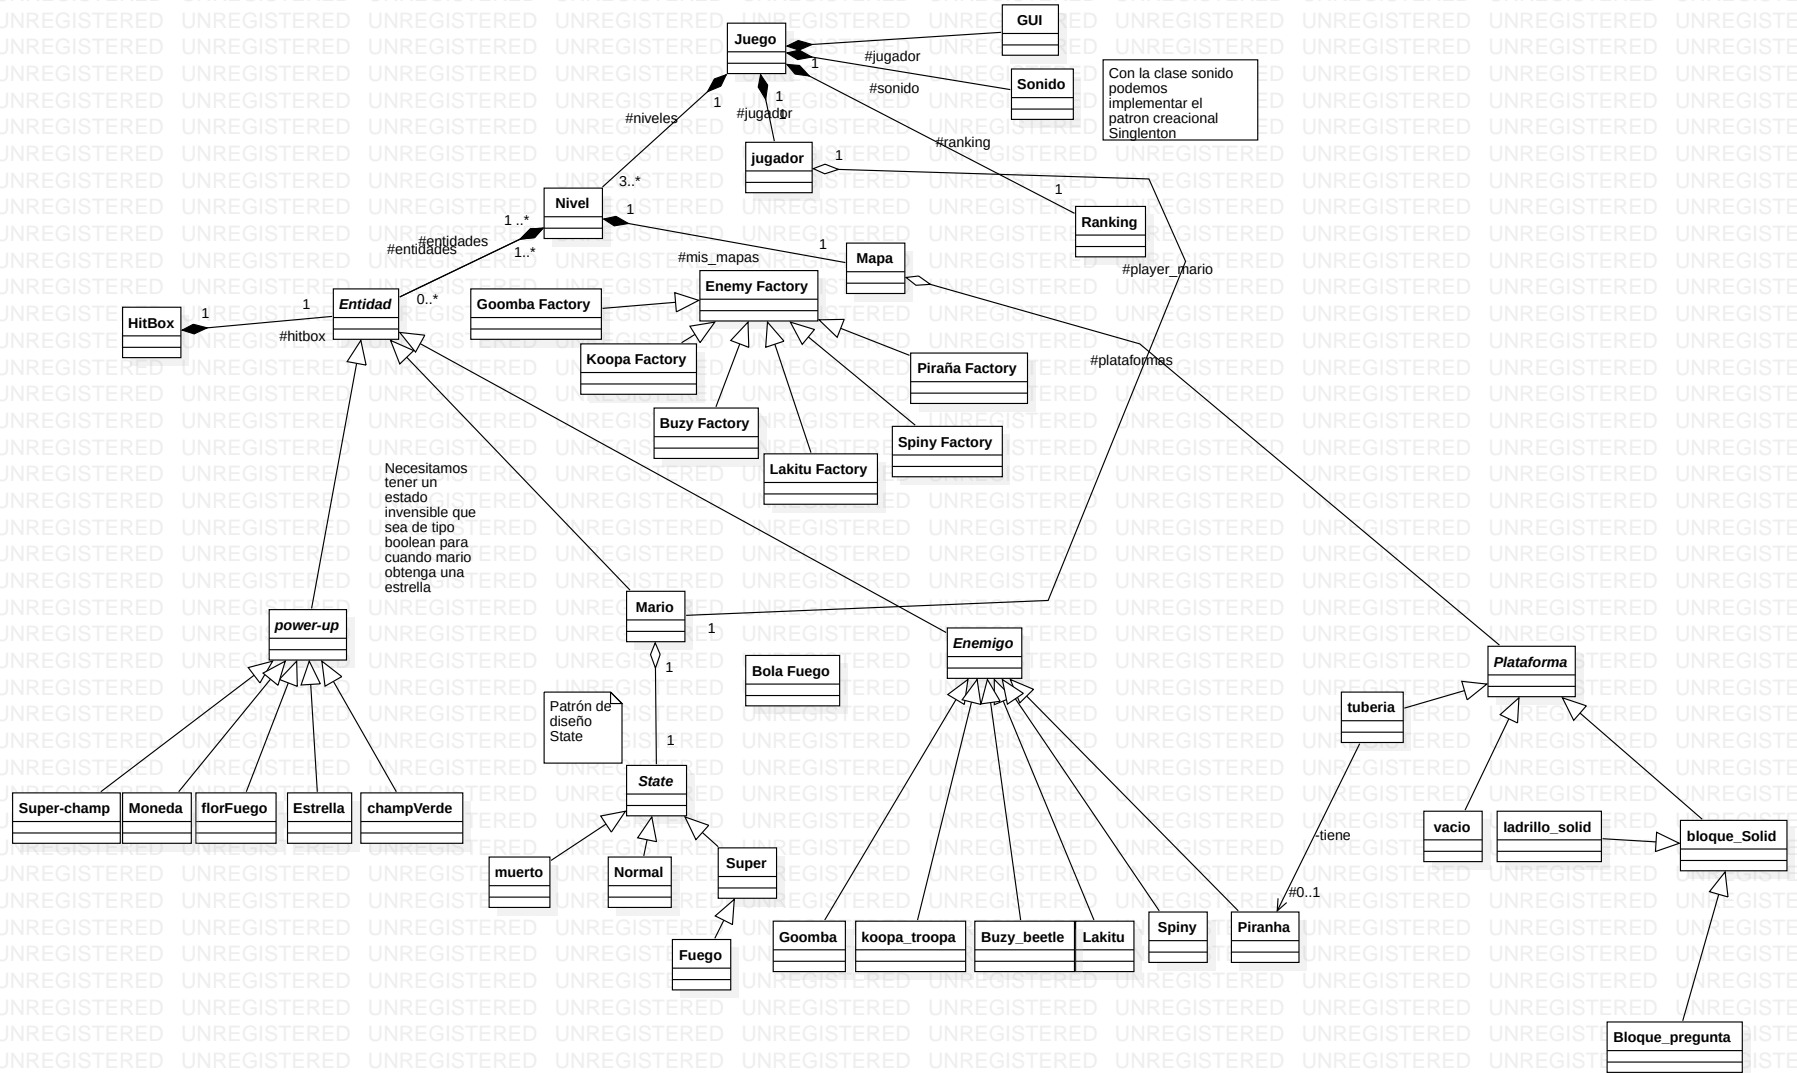 UNREGISTERED
GUI
Juego
#jugador
1
Sonido
#sonido
Con la clase sonido
podemos
implementar el
patron creacional
Singlenton
1
1
#jugador
1
#niveles
#ranking
jugador
1
3..*
1
Nivel
1
Ranking
1 ..*
#entidades
#entidades
1..*
1
Mapa
#mis_mapas
#player_mario
Enemy Factory
Entidad
0..*
Goomba Factory
HitBox
1
1
#hitbox
Koopa Factory
Piraña Factory
#plataformas
Buzy Factory
Spiny Factory
Lakitu Factory
Necesitamos
tener un
estado
invensible que
sea de tipo
boolean para
cuando mario
obtenga una
estrella
Mario
1
power-up
Enemigo
Bola Fuego
Plataforma
1
Patrón de
diseño
State
tuberia
1
State
Super-champ
Moneda
florFuego
Estrella
champVerde
vacio
ladrillo_solid
bloque_Solid
-tiene
muerto
Normal
Super
#0..1
Goomba
koopa_troopa
Buzy_beetle
Lakitu
Spiny
Piranha
Fuego
Bloque_pregunta